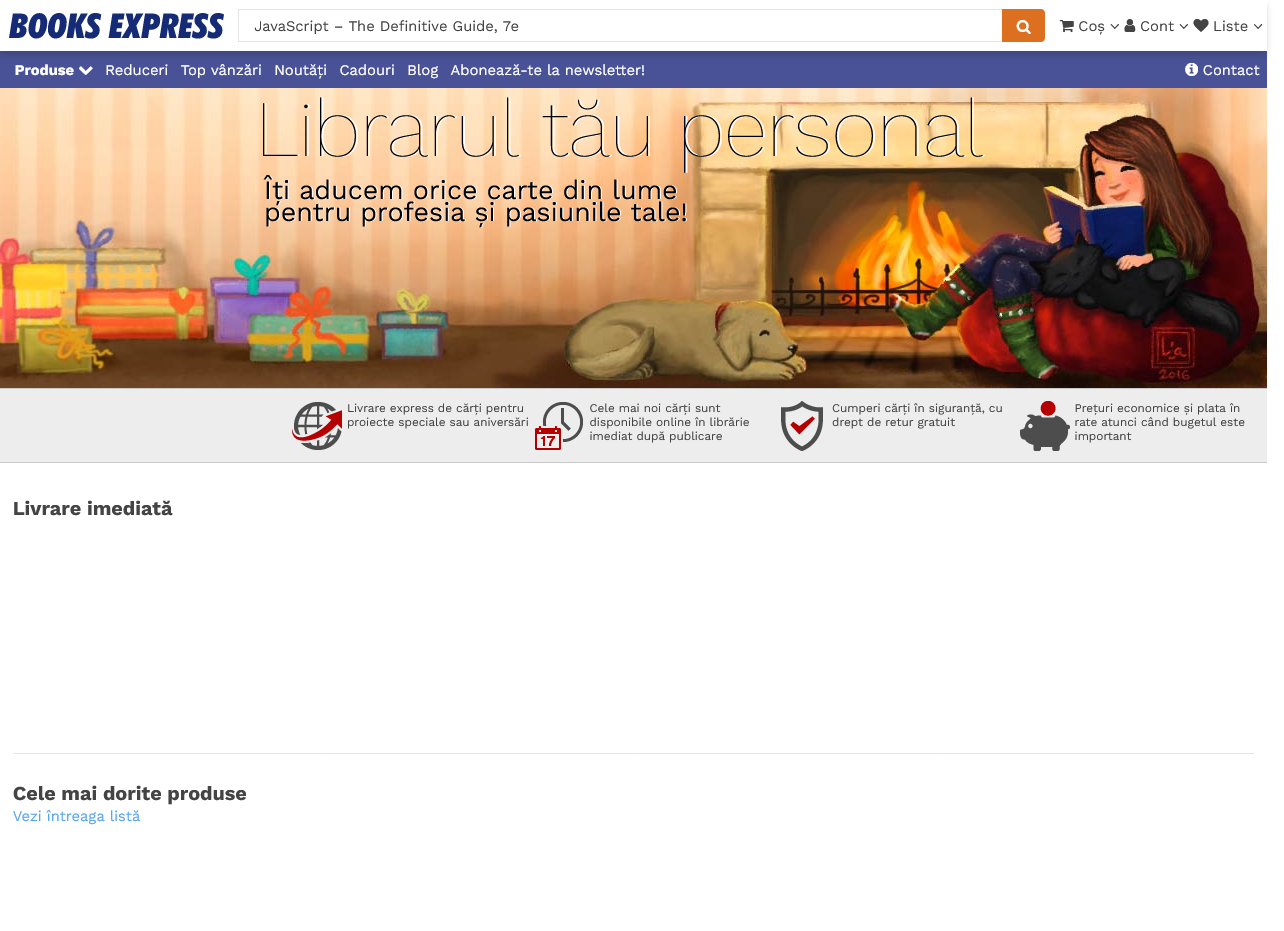 BOOKS EXPRESS
JavaScript – The Definitive Guide, 7e
Coș
Cont
Liste
Produse
Reduceri
Top vânzări
Noutăți
Cadouri
Blog
Abonează-te la newsletter!
Contact
Librarul tău personal
Îți aducem orice carte din lume
pentru profesia și pasiunile tale!
Lia
2016
Livrare express de cărți pentru
proiecte speciale sau aniversări
17
Cele mai noi cărți sunt
disponibile online în librărie
imediat după publicare
Cumperi cărți în siguranță, cu
drept de retur gratuit
Prețuri economice și plata în
rate atunci când bugetul este
important
Livrare imediată
Cele mai dorite produse
Vezi întreaga listă